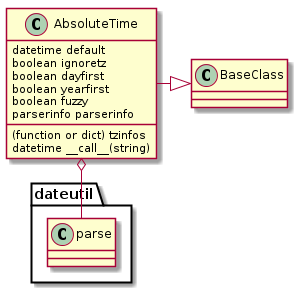 C AbsoluteTime
datetime default
boolean ignoretz
boolean dayfirst
boolean yearfirst
boolean fuzzy
parserinfo parserinfo
(function or dict) tzinfos
datetime __call__(string)
C BaseClass
dateutil
C parse